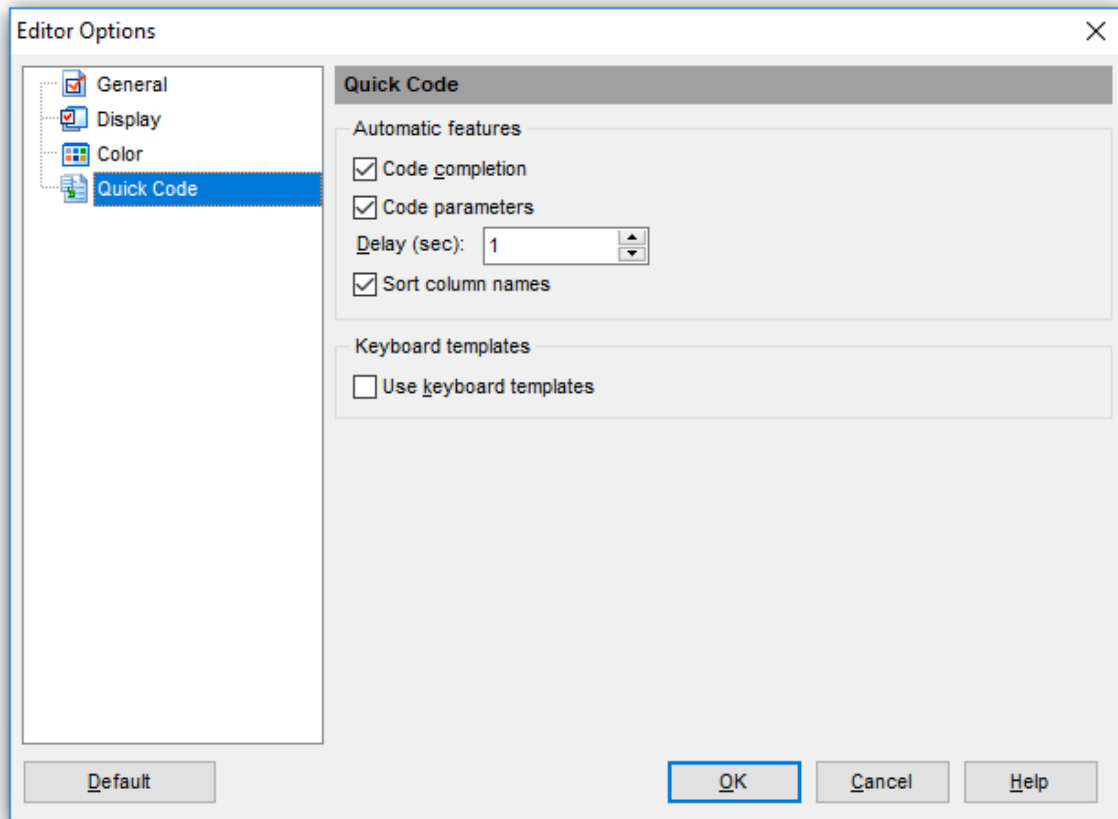 Editor Options
General
Display
Color
Quick Code
Quick Code
Automatic features
Code completion
Code parameters
Delay (sec): 1
Sort column names
Keyboard templates
Use keyboard templates
Default OK Cancel Help